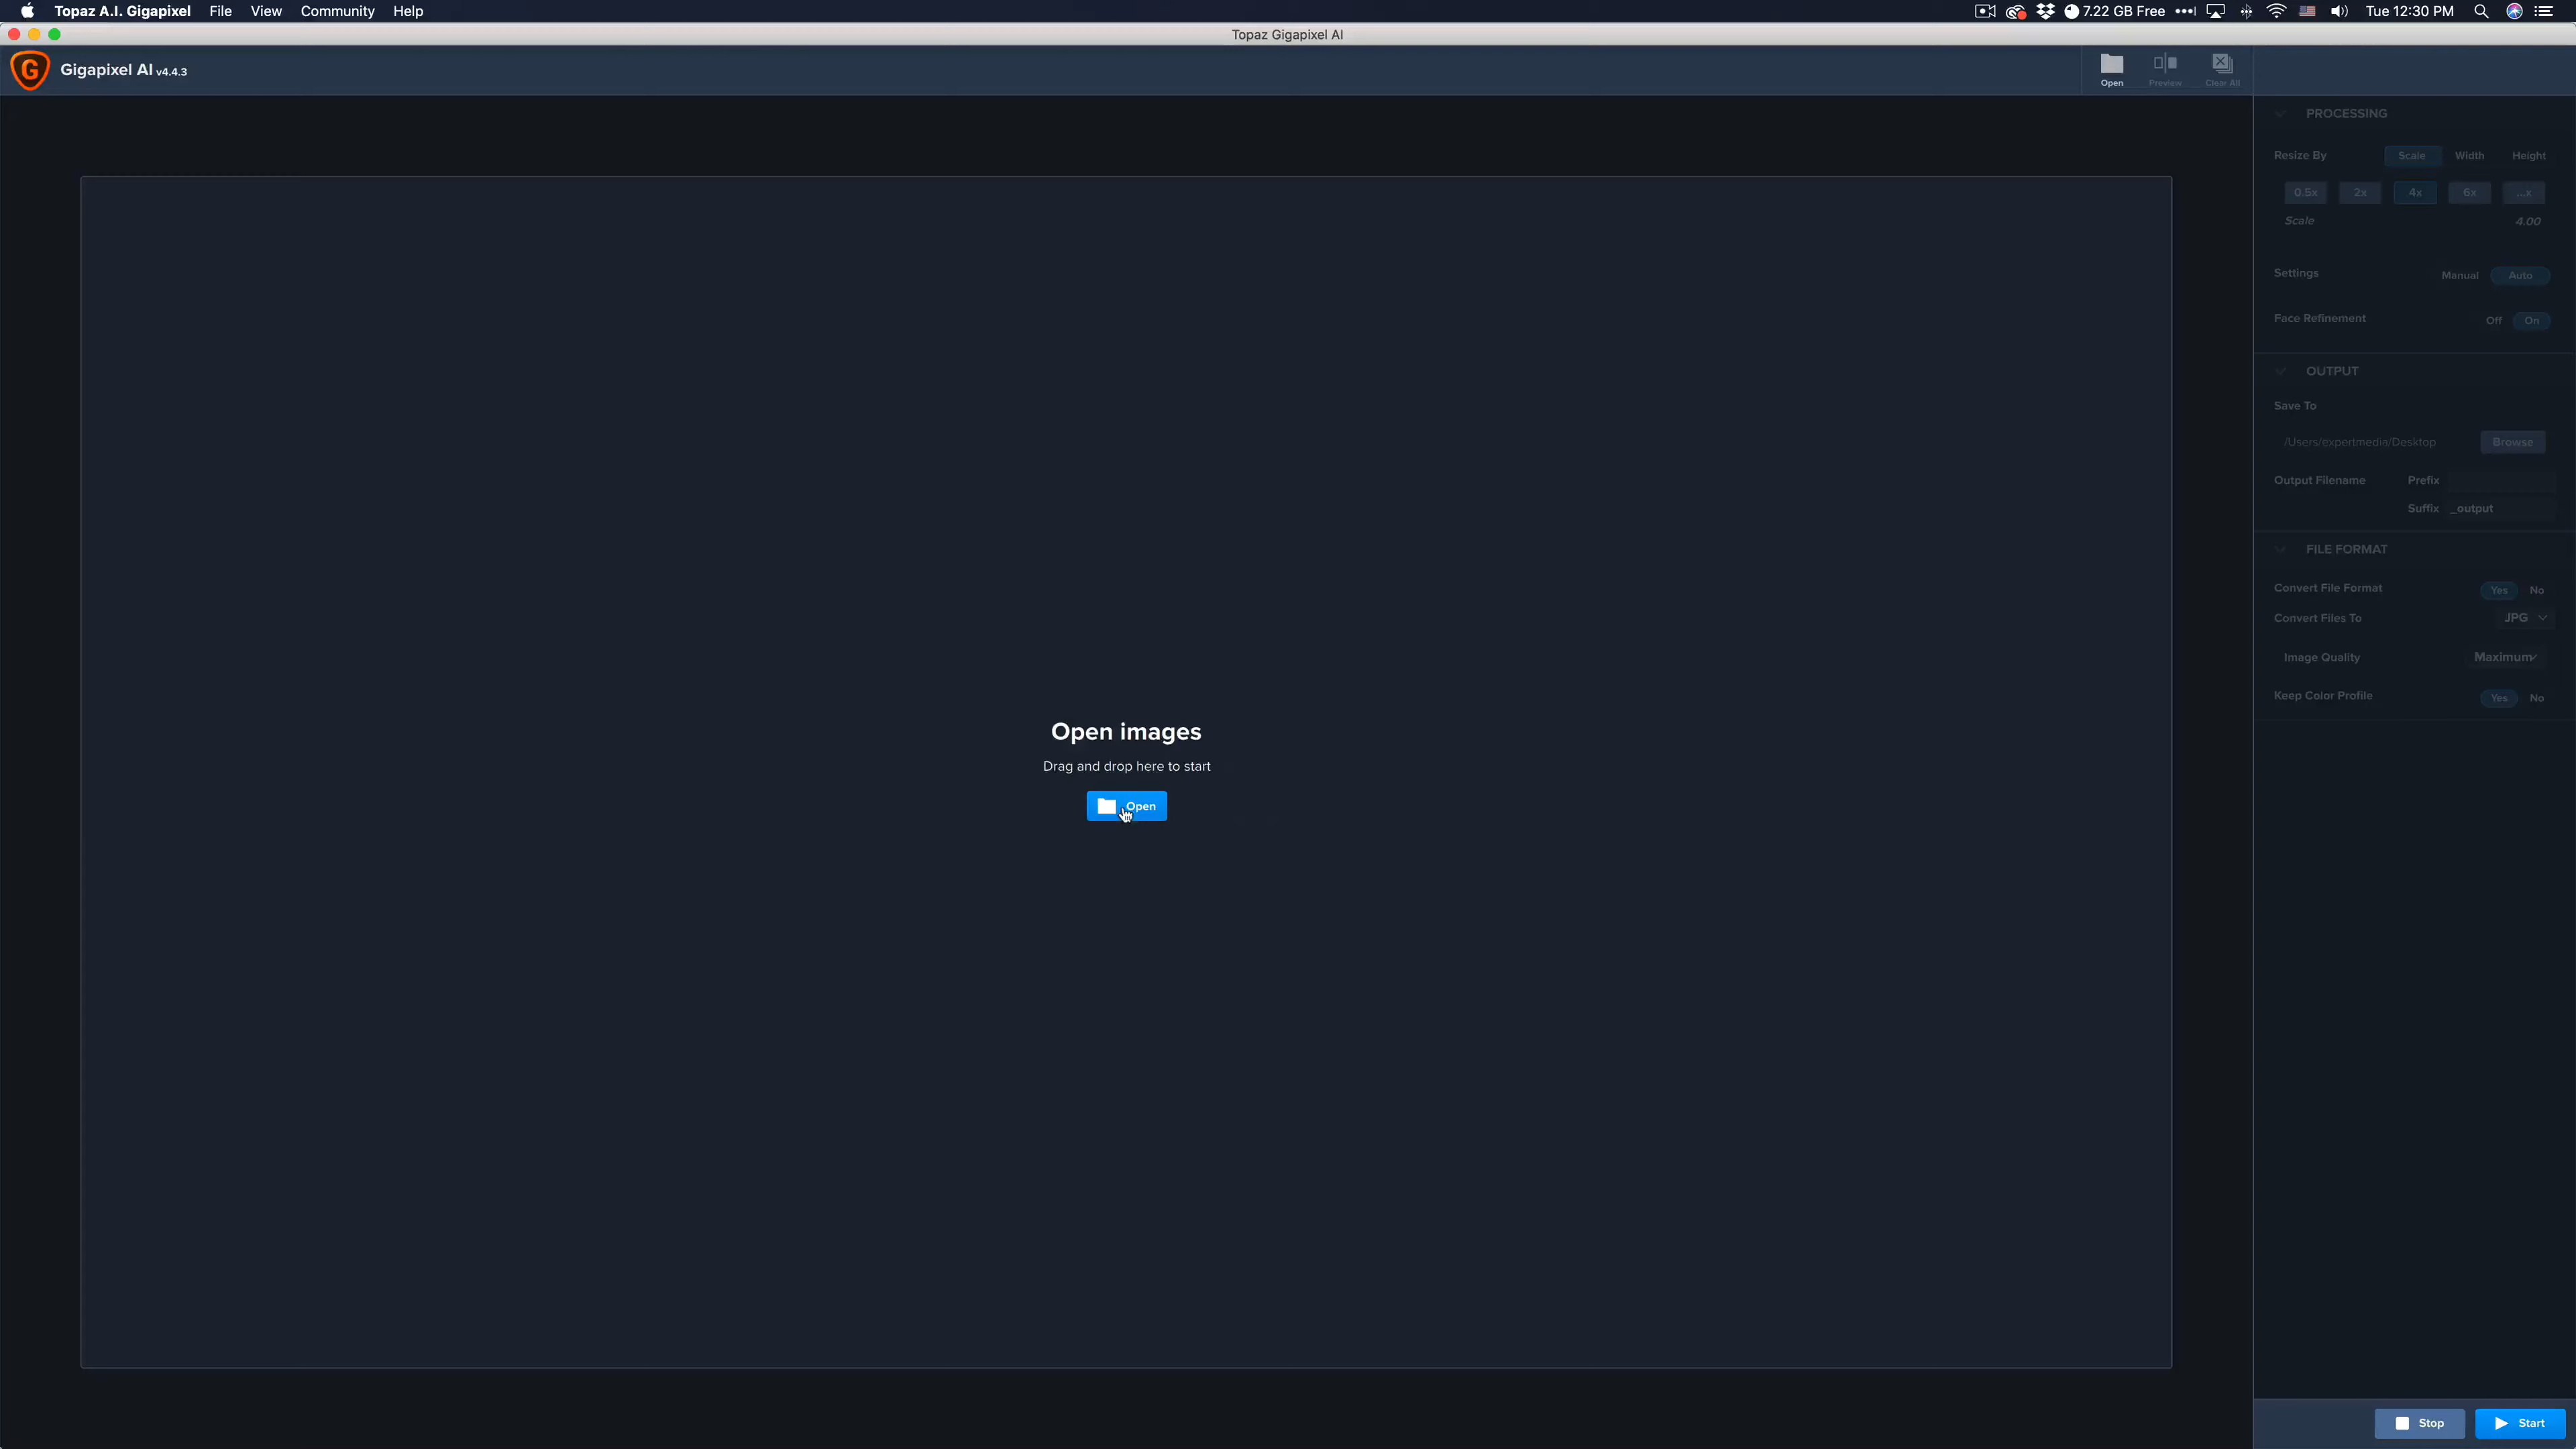 Topaz A.I. Gigapixel File View Community Help 7.22 GB Free Tue 12:30 PM
Topaz Gigapixel AI
G Gigapixel AI v4.4.3
Open Preview Clear All
PROCESSING
Resize By Scale Width Height
0.5x 2x 4x 6x ...x
Scale 4.00
Settings Manual Auto
Face Refinement Off On
OUTPUT
Save To
/Users/expertmedia/Desktop Browse
Output Filename Prefix
Suffix _output
FILE FORMAT
Convert File Format Yes No
Convert Files To JPG
Image Quality Maximum
Keep Color Profile Yes No
Open images
Drag and drop here to start
Open
Stop Start